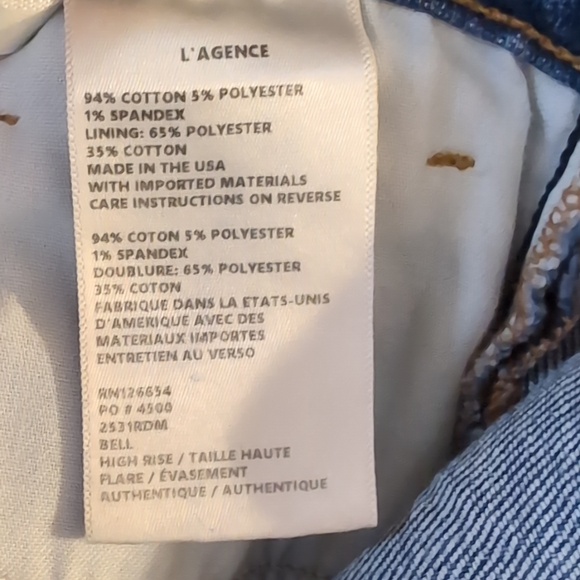 L'AGENCE
94% COTTON 5% POLYESTER
1% SPANDEX
LINING: 65% POLYESTER
35% COTTON
MADE IN THE USA
WITH IMPORTED MATERIALS
CARE INSTRUCTIONS ON REVERSE
94% COTON 5% POLYESTER
1% SPANDEX
DOUBLURE: 65% POLYESTER
35% COTON
FABRIQUE DANS LA ETATS-UNIS
D'AMERIQUE AVEC DES
MATERIAUX IMPORTES
ENTRETIEN AU VERSO
RN126654
PO # 4500
2531RDM
BELL
HIGH RISE / TAILLE HAUTE
FLARE / ÉVASEMENT
AUTHENTIQUE / AUTHENTIQUE